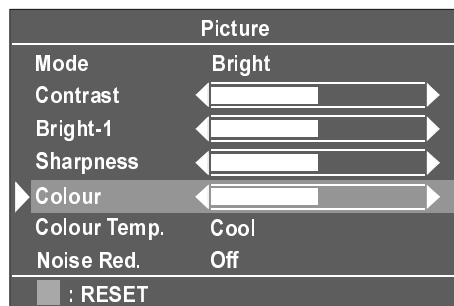 Picture
Mode Bright
Contrast
Bright-1
Sharpness
Colour
Colour Temp. Cool
Noise Red. Off
: RESET